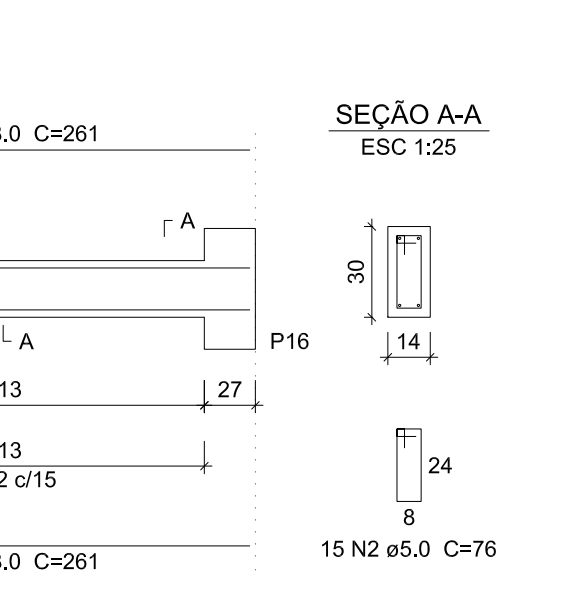 SEÇÃO A-A
ESC 1:25
.0 C=261
A
30
14
A
P16
13
27
13
2 c/15
24
8
15 N2 ø5.0 C=76
.0 C=261